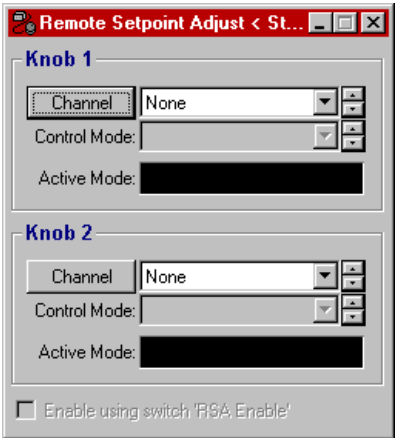 Remote Setpoint Adjust < St...
Knob 1
Channel None
Control Mode:
Active Mode:
Knob 2
Channel None
Control Mode:
Active Mode:
Enable using switch 'RSA Enable'